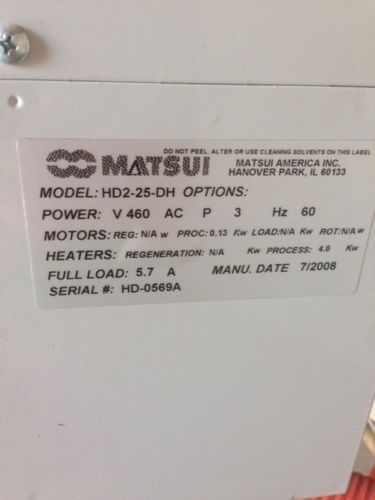 DO NOT PEEL, ALTER OR USE CLEANING SOLVENTS ON THIS LABEL
MATSUI MATSUI AMERICA INC.
HANOVER PARK, IL 60133
MODEL: HD2-25-DH OPTIONS:
POWER: V 460 AC P 3 Hz 60
MOTORS: REG: N/A W PROC: 0.13 Kw LOAD:N/A Kw ROT:N/A W
HEATERS: REGENERATION: N/A Kw PROCESS: 4.0 Kw
FULL LOAD: 5.7 A MANU. DATE 7/2008
SERIAL #: HD-0569A